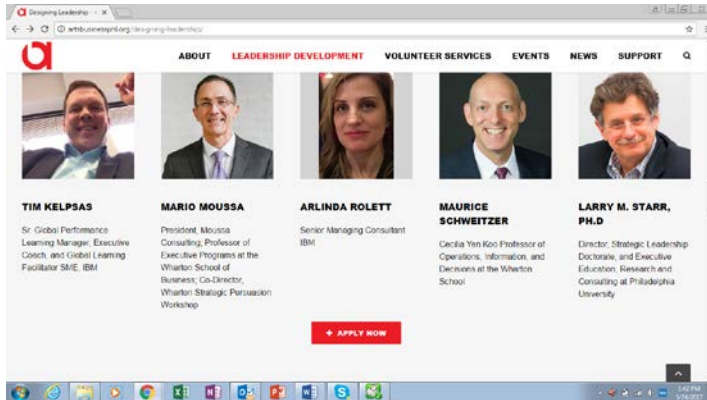 Designing Leadership
artsbusinessphl.org/designing-leadership/
ABOUT LEADERSHIP DEVELOPMENT VOLUNTEER SERVICES EVENTS NEWS SUPPORT
TIM KELPSAS
Sr. Global Performance
Learning Manager, Executive
Coach, and Global Learning
Facilitator SME, IBM
MARIO MOUSSA
President, Moussa
Consulting; Professor of
Executive Programs at the
Wharton School of
Business; Co-Director,
Wharton Strategic Persuasion
Workshop
ARLINDA ROLETT
Senior Managing Consultant
IBM
MAURICE
SCHWEITZER
Cecilia Yen Koo Professor of
Operations, Information, and
Decisions at the Wharton
School
LARRY M. STARR,
PH.D
Director, Strategic Leadership
Doctorate, and Executive
Education, Research and
Consulting at Philadelphia
University
+ APPLY NOW
5:42 PM